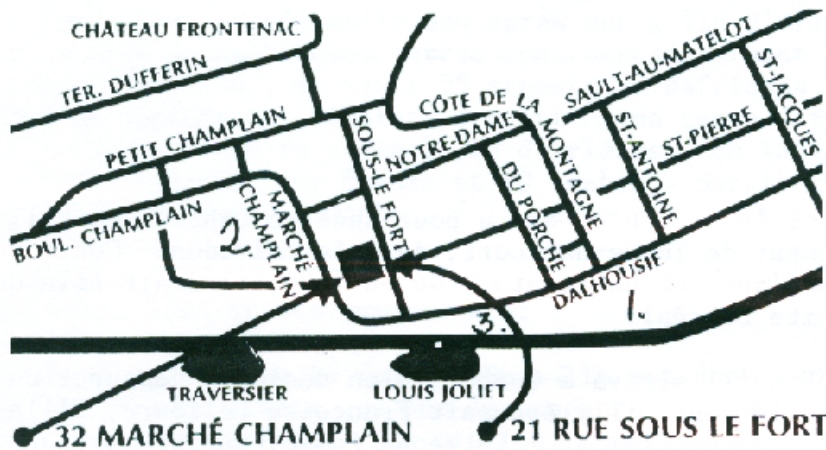 CHÂTEAU FRONTENAC
TER. DUFFERIN
PETIT CHAMPLAIN
BOUL. CHAMPLAIN
MARCHÉ
CHAMPLAIN
SOUS-LE FORT
NOTRE-DAME
CÔTE DE LA MONTAGNE
DU PORCHE
SAULT-AU-MATELOT
ST-ANTOINE
ST-PIERRE
ST-JACQUES
DALHOUSIE
2
3.
1.
TRAVERSIER
LOUIS JOLIET
32 MARCHÉ CHAMPLAIN
21 RUE SOUS LE FORT